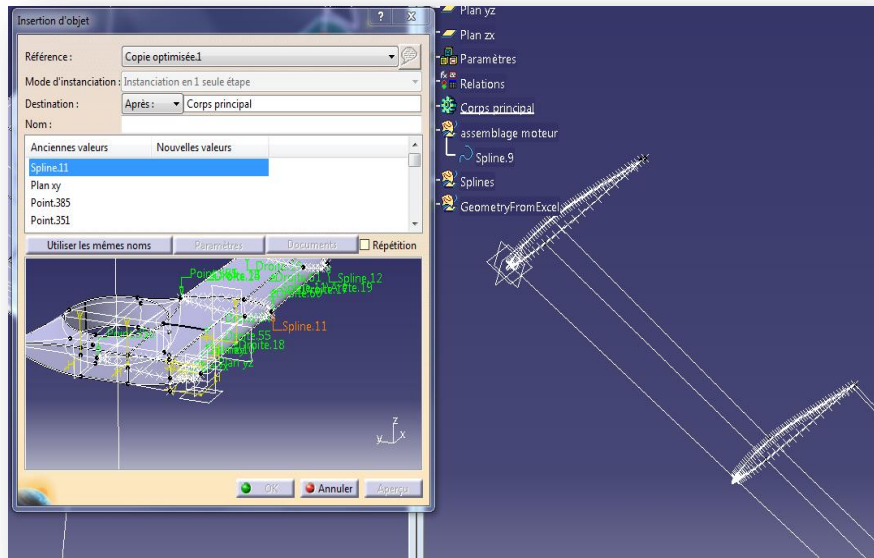 Insertion d'objet
Référence :
Copie optimisée.1
Mode d'instanciation :
Instanciation en 1 seule étape
Destination :
Après :
Corps principal
Nom :
Anciennes valeurs
Nouvelles valeurs
Spline.11
Plan xy
Point.385
Point.351
Utiliser les mêmes noms
Paramètres
Documents
Répétition
Spline.12
Spline.11
Droite.18
z
y
x
OK
Annuler
Aperçu
Plan yz
Plan zx
Paramètres
Relations
Corps principal
assemblage moteur
Spline.9
Splines
GeometryFromExcel